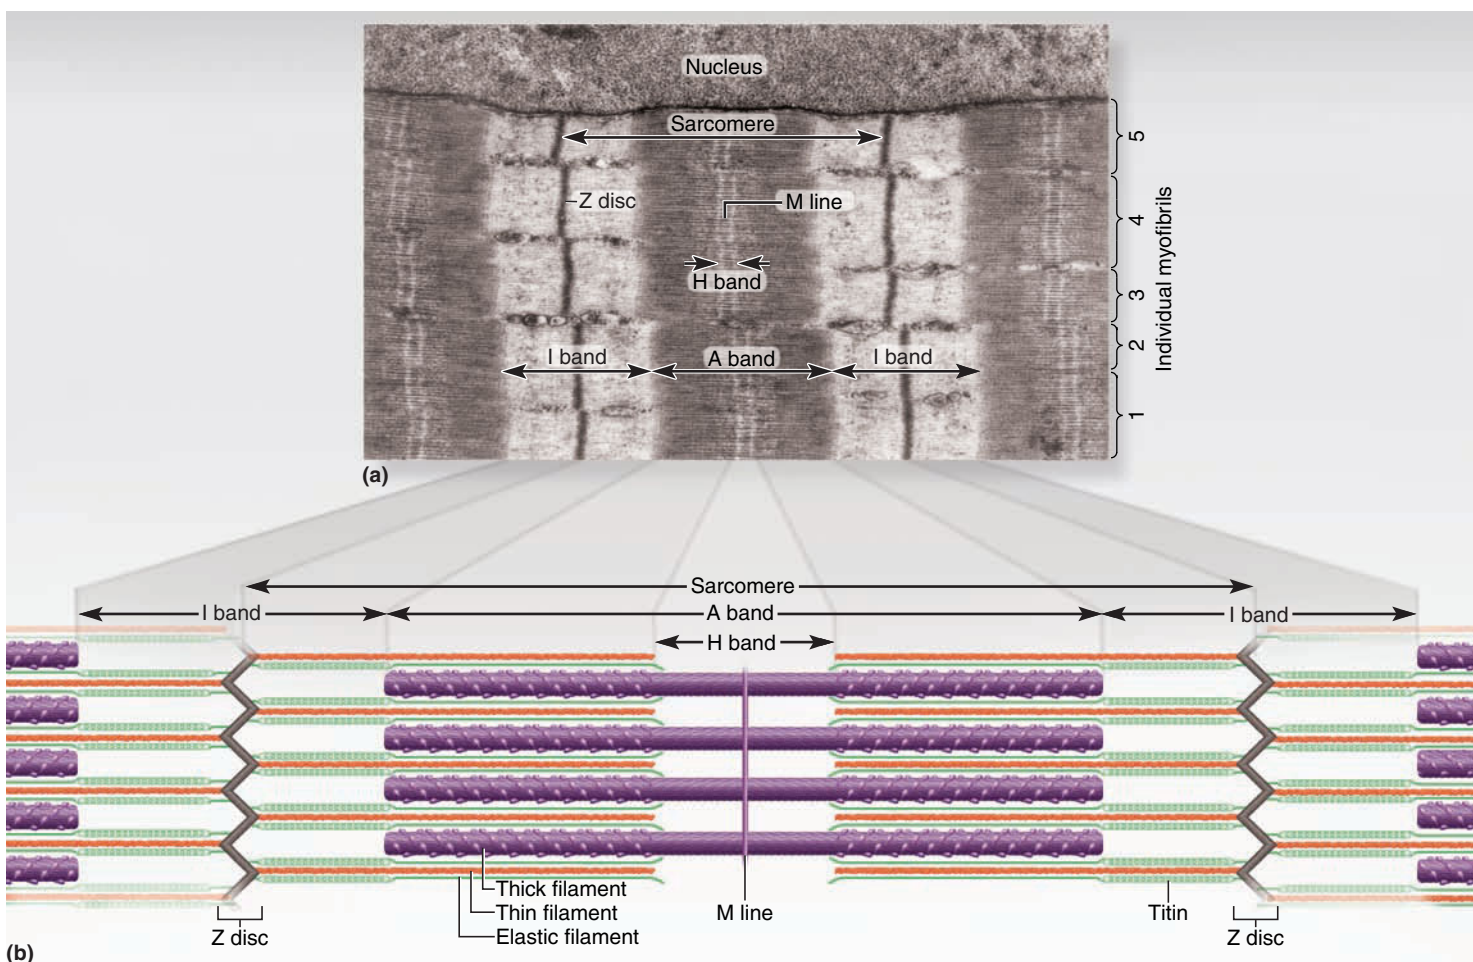 Nucleus
Sarcomere
Z disc
M line
H band
I band
A band
I band
5
4
3
2
1
Individual myofibrils
(a)
Sarcomere
I band
A band
I band
H band
Thick filament
Thin filament
Elastic filament
M line
Titin
Z disc
Z disc
(b)